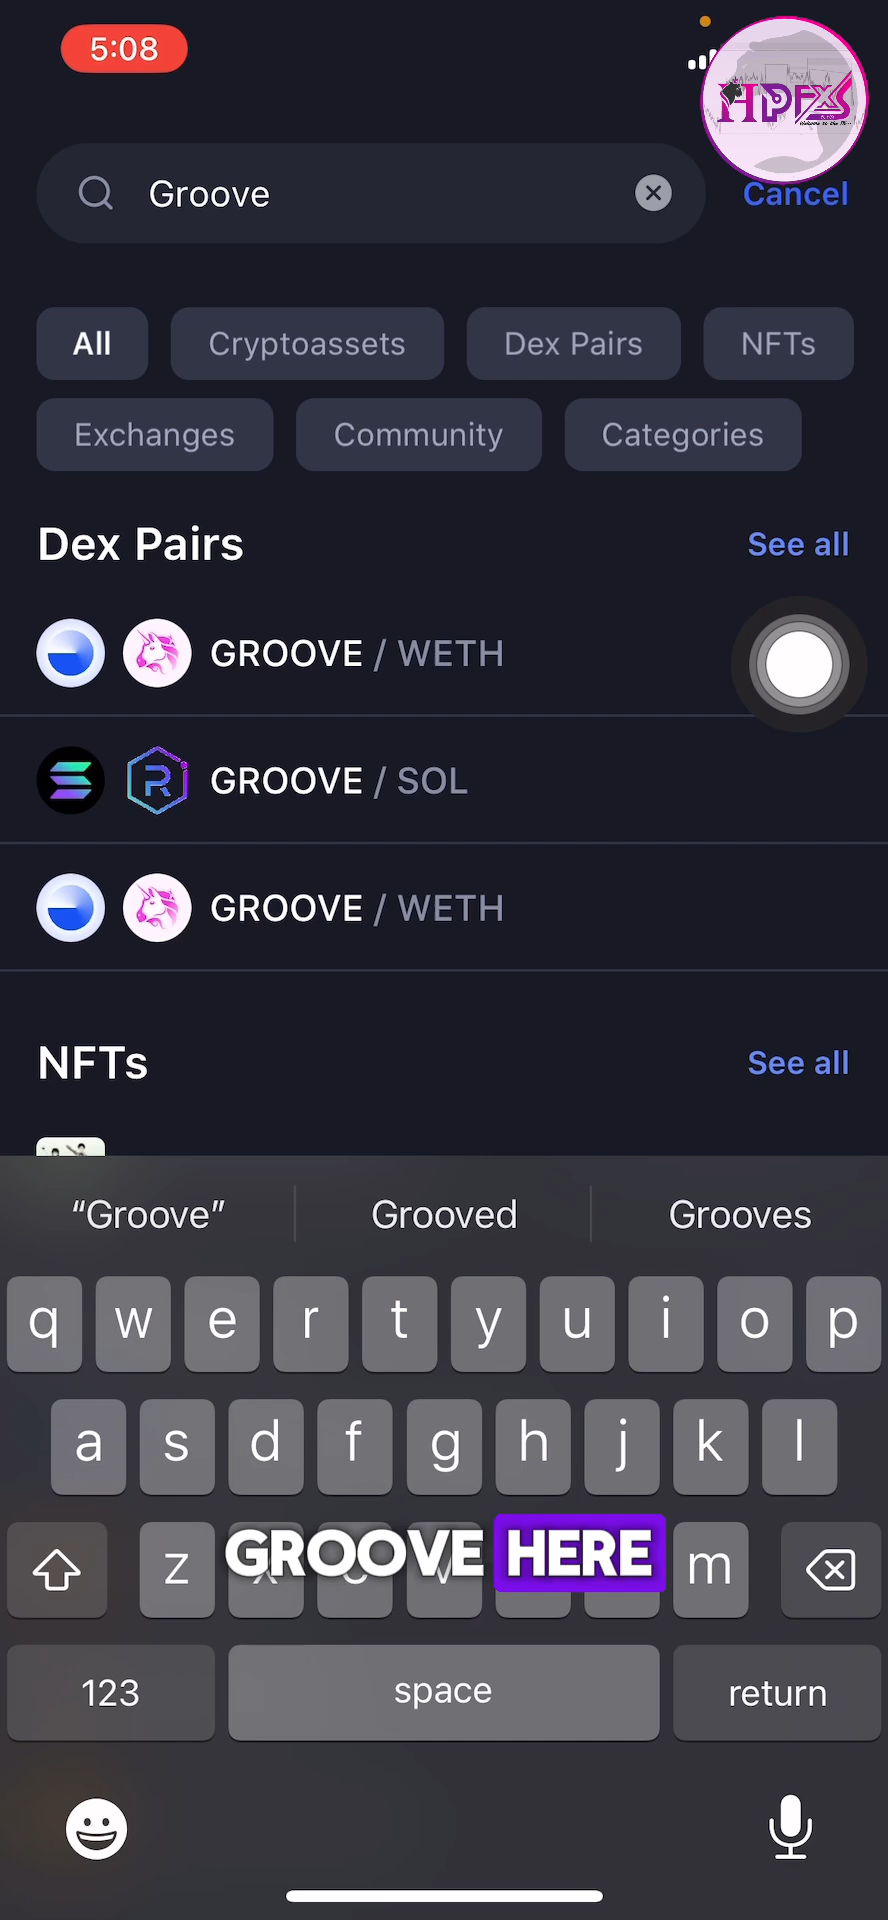 5:08
HPFXS
Groove
Cancel
All
Cryptoassets
Dex Pairs
NFTs
Exchanges
Community
Categories
Dex Pairs
See all
GROOVE / WETH
GROOVE / SOL
GROOVE / WETH
NFTs
See all
“Groove”
Grooved
Grooves
q w e r t y u i o p
a s d f g h j k l
z m
GROOVE HERE
123
space
return